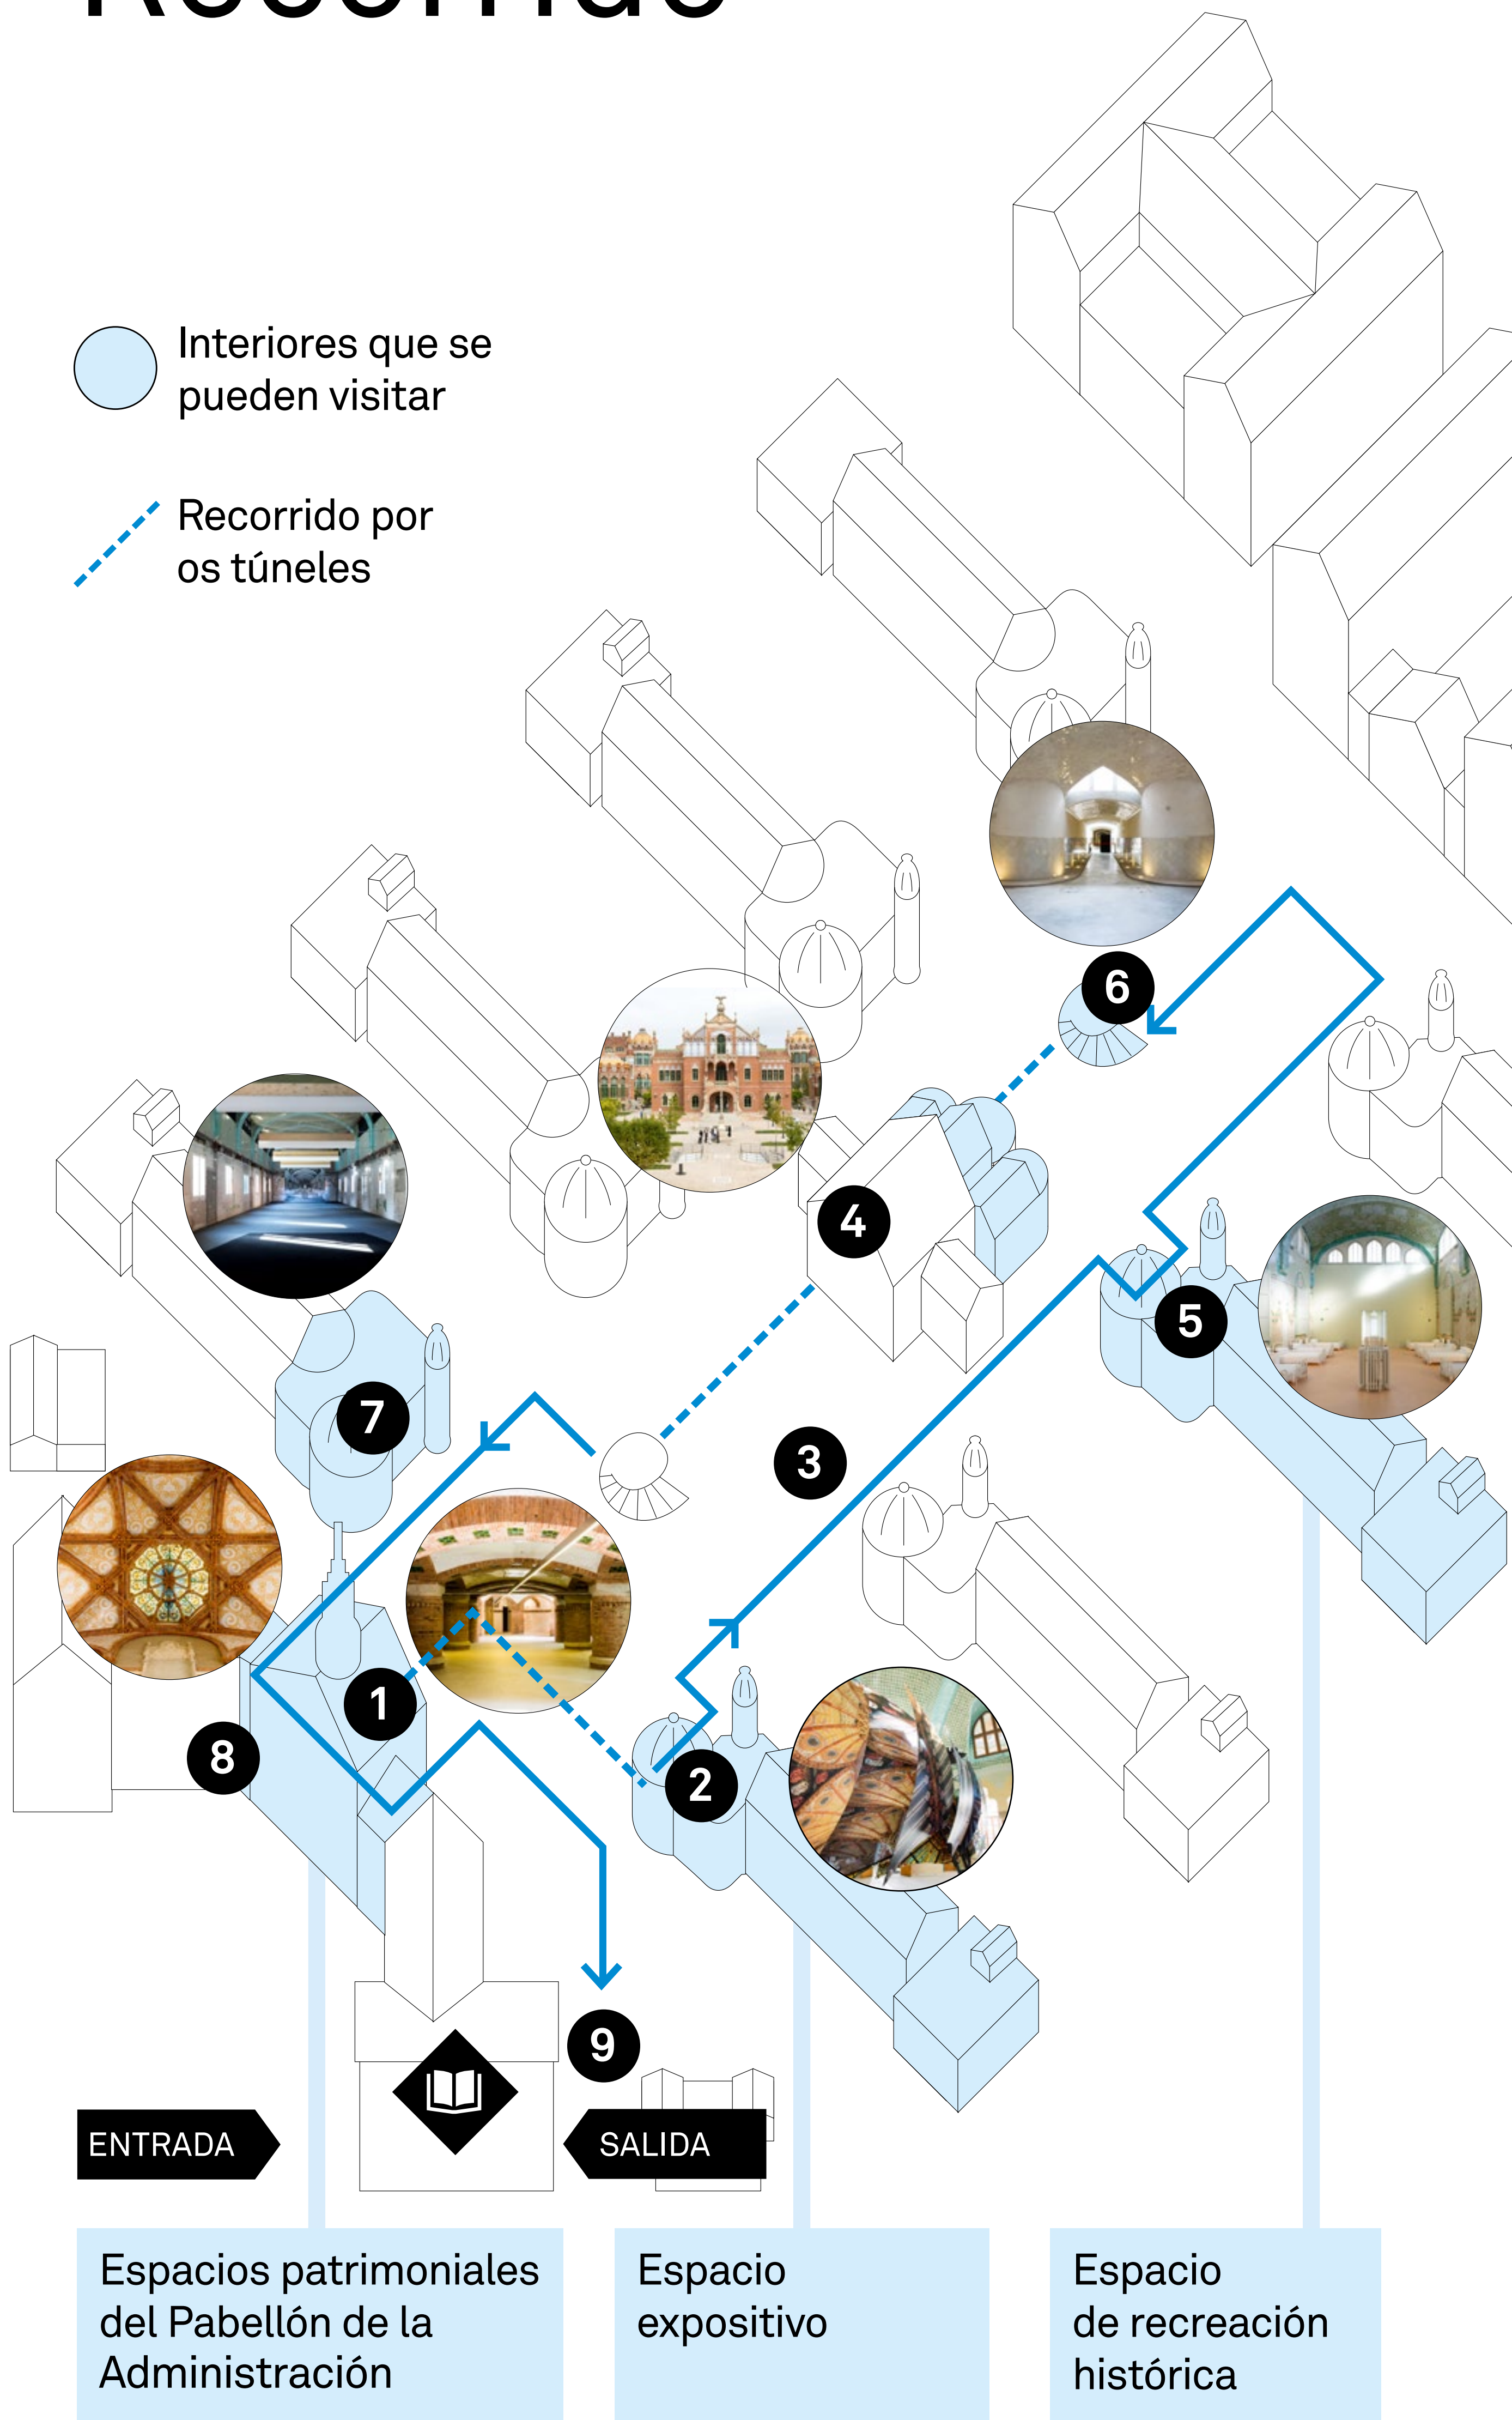 Recorrido
Interiores que se
pueden visitar
Recorrido por
os túneles
6
4
5
7
3
1
8
2
9
ENTRADA
SALIDA
Espacios patrimoniales
del Pabellón de la
Administración
Espacio
expositivo
Espacio
de recreación
histórica